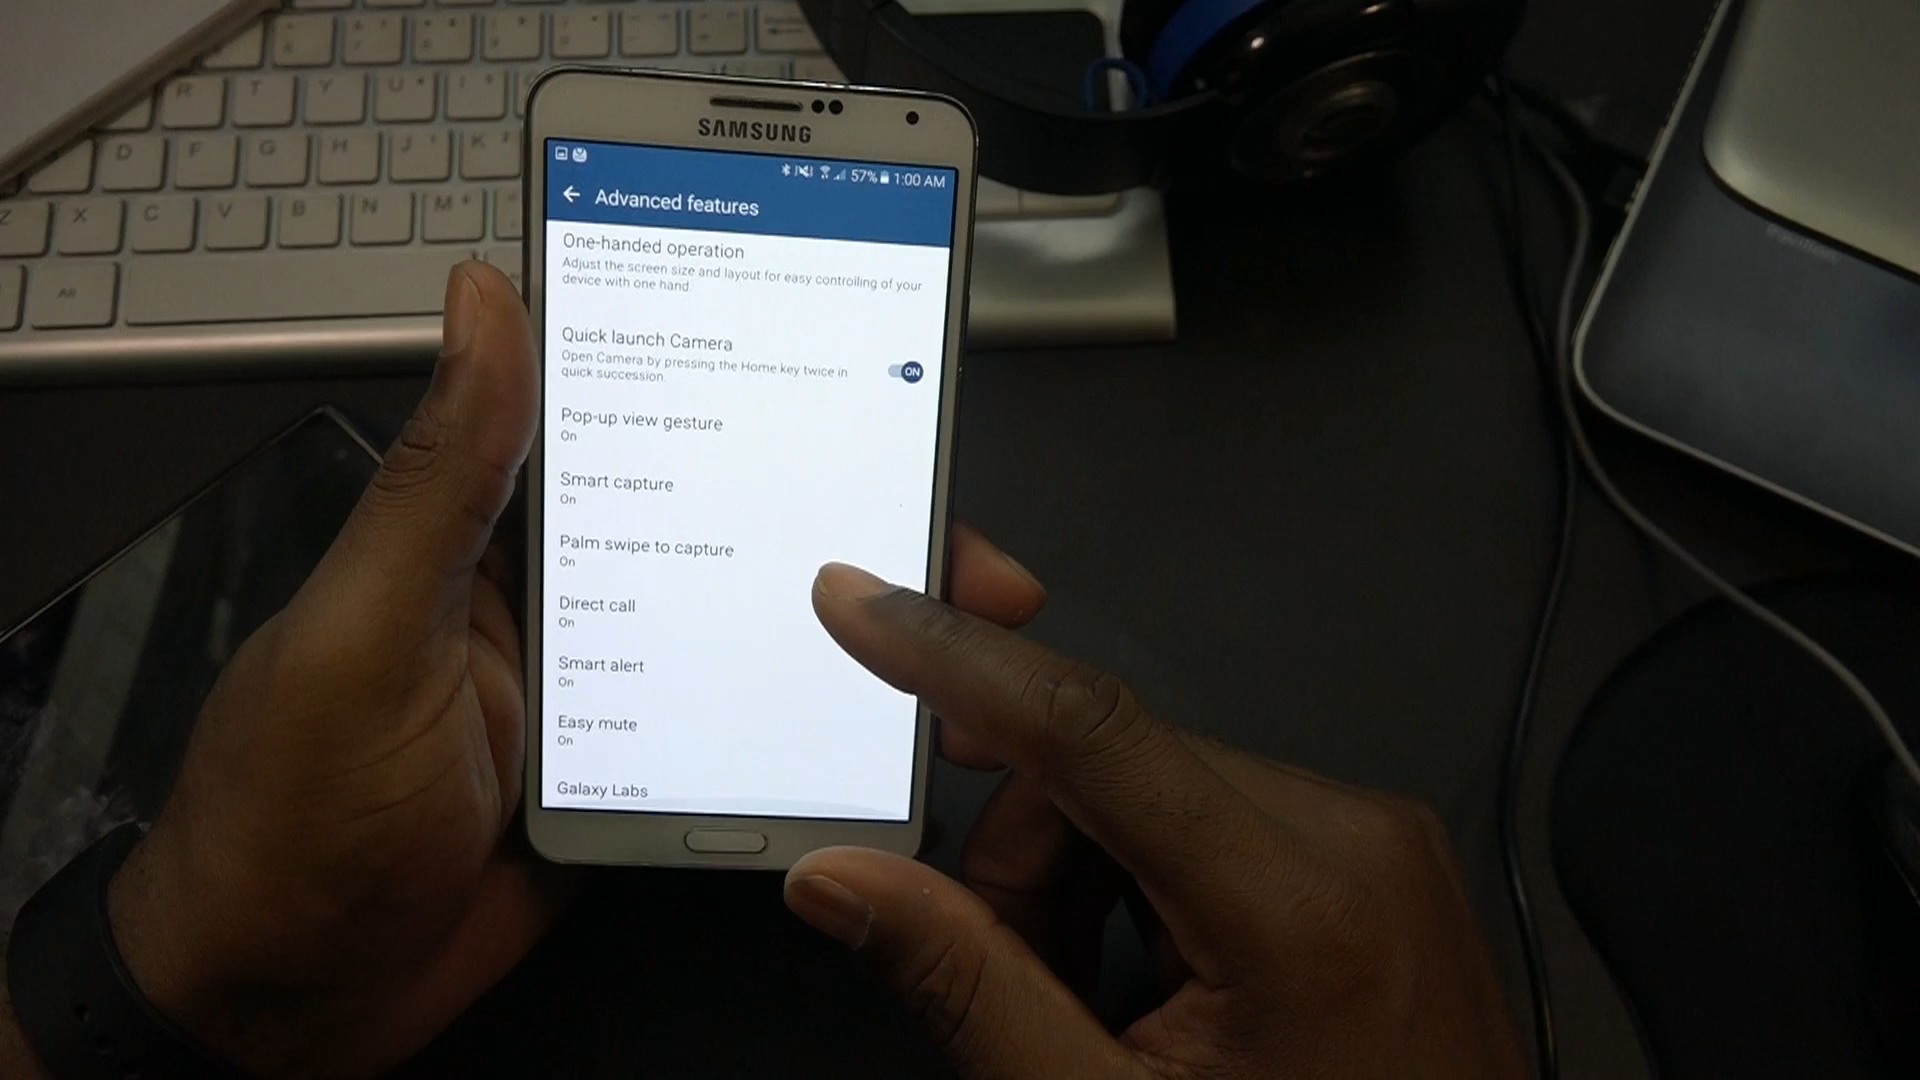 R T Y U
D F G H J K
Z X C V B N M
Alt
SAMSUNG
57% 1:00 AM
Advanced features
One-handed operation
Adjust the screen size and layout for easy controlling of your
device with one hand.
Quick launch Camera
Open Camera by pressing the Home key twice in
quick succession.
ON
Pop-up view gesture
On
Smart capture
On
Palm swipe to capture
On
Direct call
On
Smart alert
On
Easy mute
On
Galaxy Labs